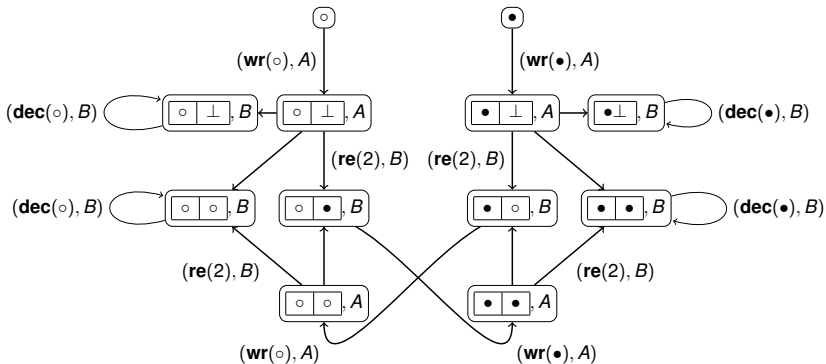 ○ ●
(wr(○), A) (wr(●), A)
(dec(○), B) ○ ⊥ , B ○ ⊥ , A ● ⊥ , A ●⊥ , B (dec(●), B)
(re(2), B) (re(2), B)
(dec(○), B) ○ ○ , B ○ ● , B ● ○ , B ● ● , B (dec(●), B)
(re(2), B) (re(2), B)
○ ○ , A ● ● , A
(wr(○), A) (wr(●), A)